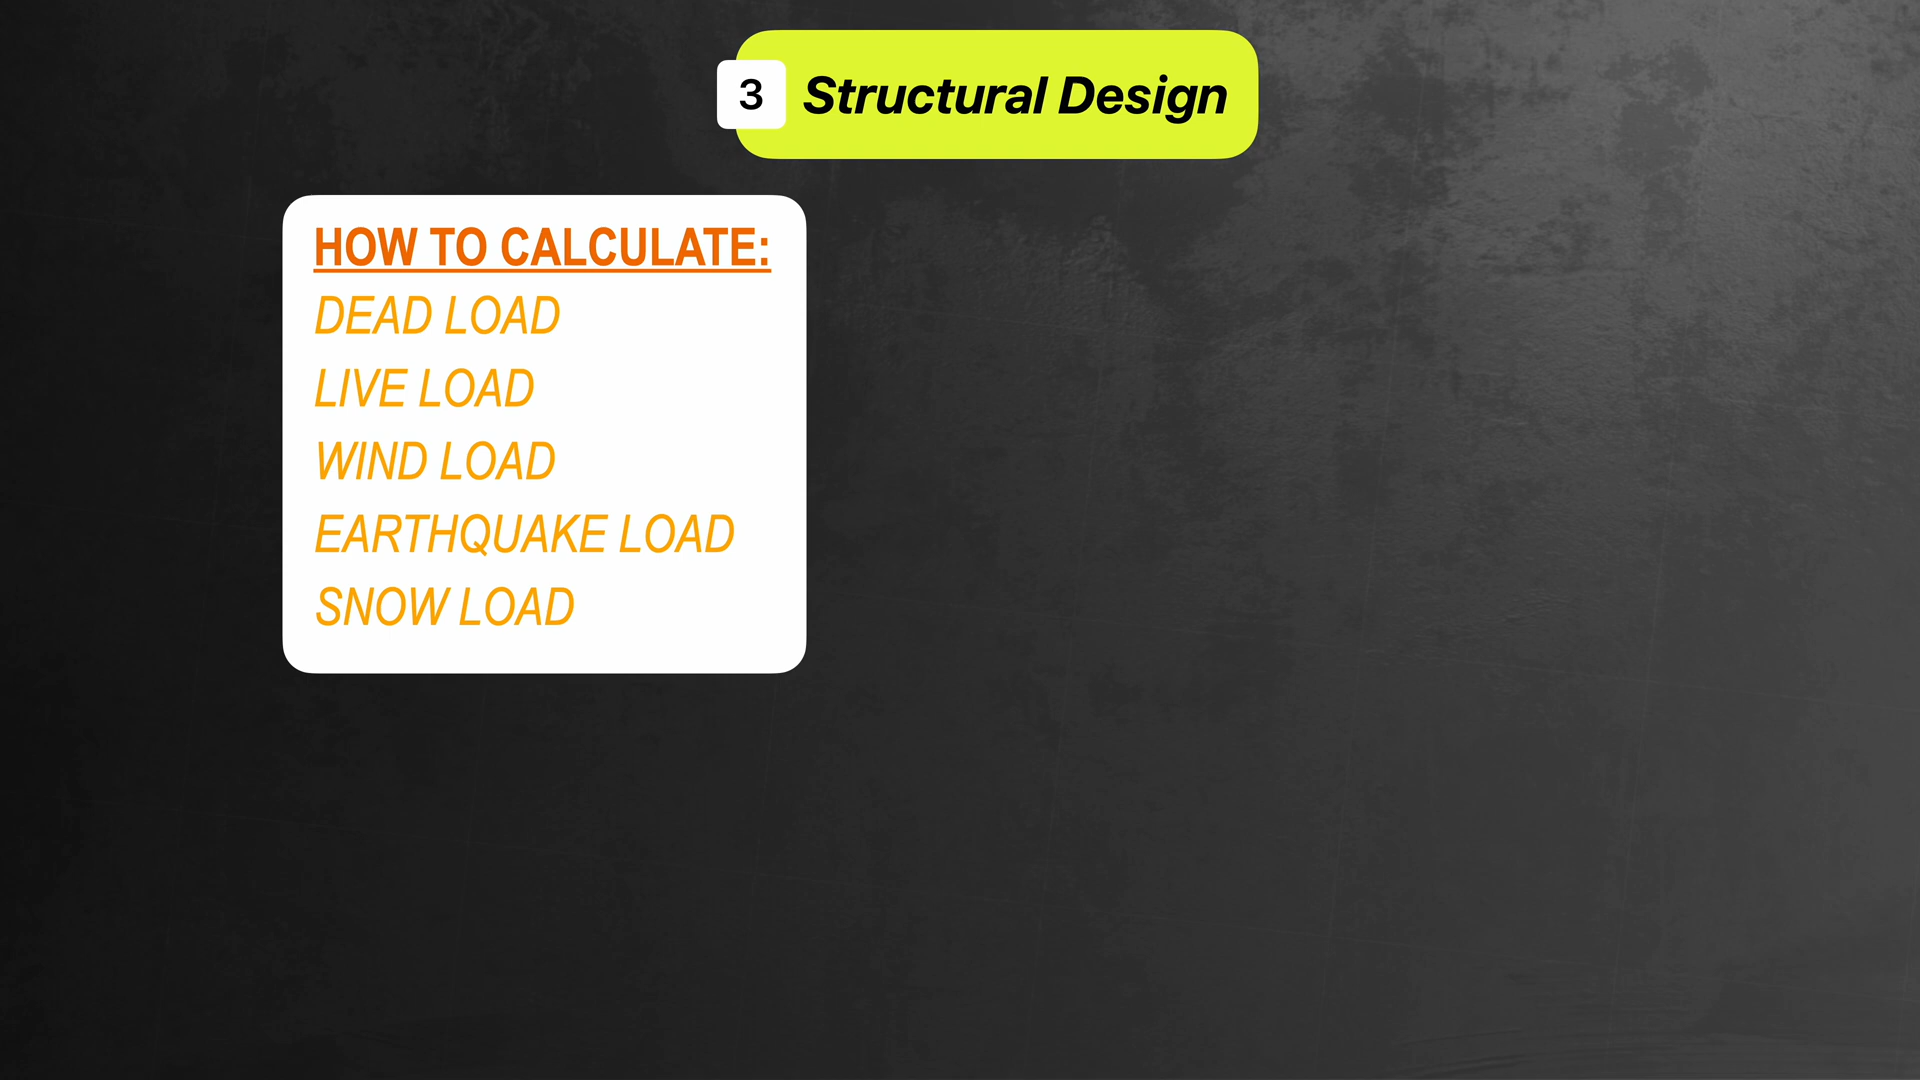 3 Structural Design
HOW TO CALCULATE:
DEAD LOAD
LIVE LOAD
WIND LOAD
EARTHQUAKE LOAD
SNOW LOAD